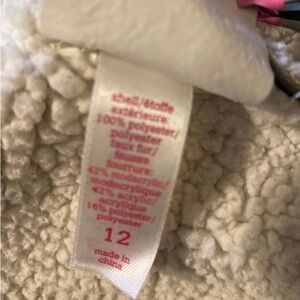 shell/étoffe
extérieure:
100% polyester/
polyester
faux fur/
fausse
fourrure:
42% modacrylic/
modacrylique
42% acrylic/
acrylique
16% polyester/
polyester
12
made in
china